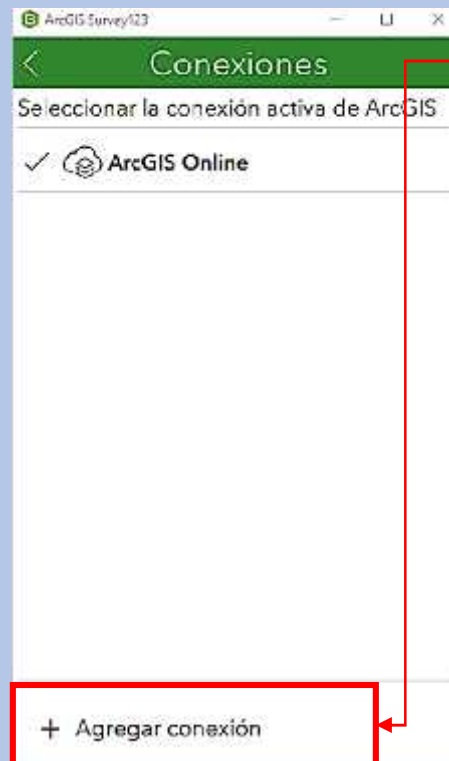 ArcGIS Survey123
Conexiones
Seleccionar la conexión activa de ArcGIS
ArcGIS Online
+ Agregar conexión